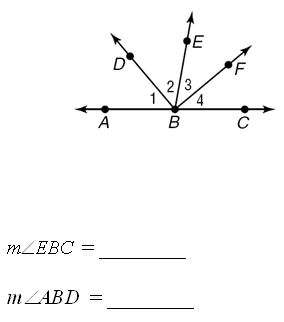 E
D
F
2 3
1 4
A B C
m∠EBC = ________
m∠ABD = ________